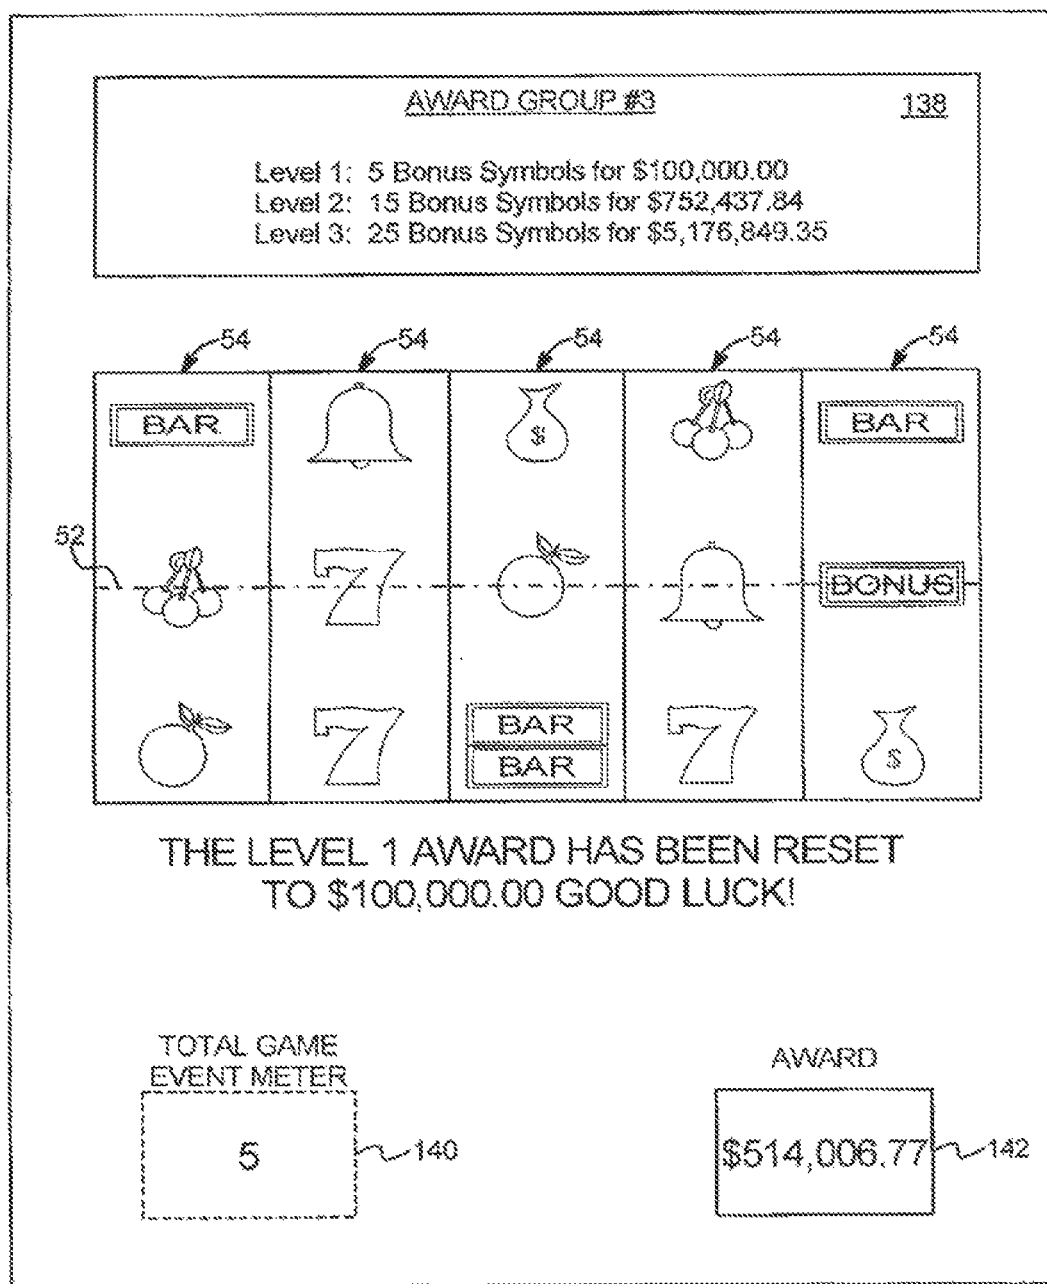 AWARD GROUP #3
138
Level 1: 5 Bonus Symbols for $100,000.00
Level 2: 15 Bonus Symbols for $752,437.84
Level 3: 25 Bonus Symbols for $5,176,849.35
54 54 54 54 54
BAR $ BAR
52
7 BONUS
7 BAR 7 $
BAR
THE LEVEL 1 AWARD HAS BEEN RESET
TO $100,000.00 GOOD LUCK!
TOTAL GAME
EVENT METER
5
140
AWARD
$514,006.77
142